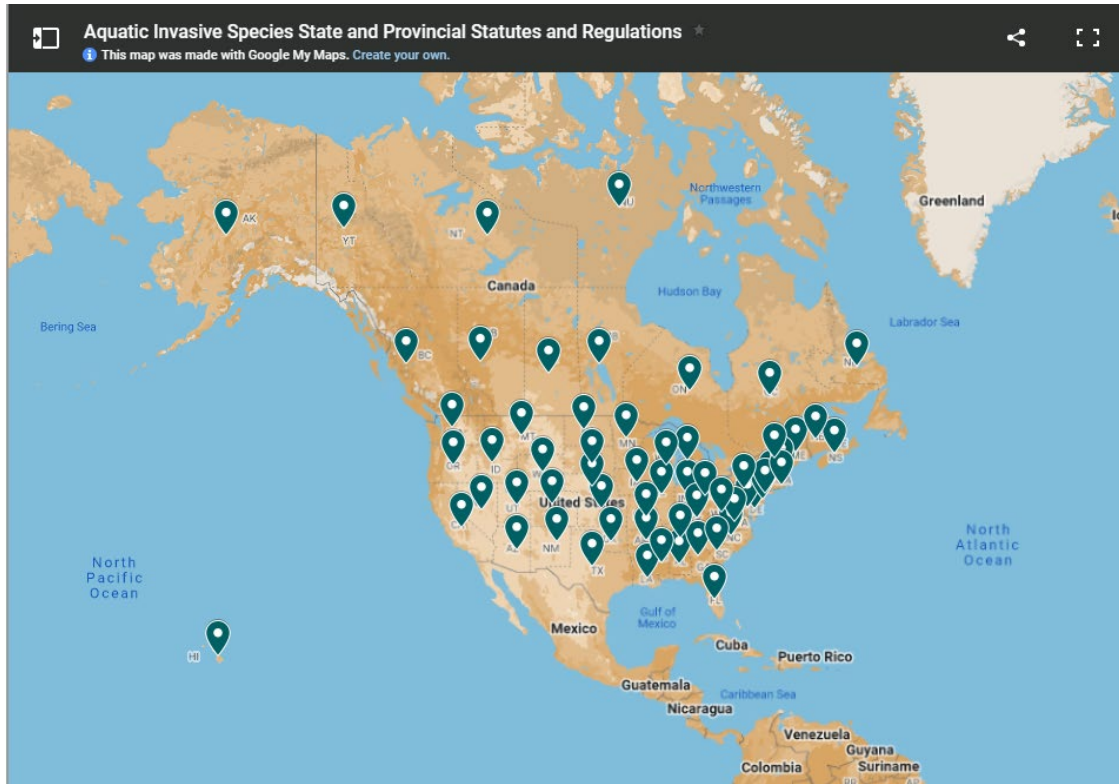 Aquatic Invasive Species State and Provincial Statutes and Regulations
This map was made with Google My Maps. Create your own.
Greenland
Northwestern
Passages
AK
YT
NT
NU
Canada
Hudson Bay
Bering Sea
Labrador Sea
BC
ON
MT
MN
OR
ID
ME
NS
UT
United States
CA
AZ
NM
TX
LA
NC
SC
FL
North
Pacific
Ocean
North
Atlantic
Ocean
Gulf of
Mexico
Mexico
HI
Cuba
Puerto Rico
Guatemala
Caribbean Sea
Nicaragua
Venezuela
Guyana
Suriname
Colombia